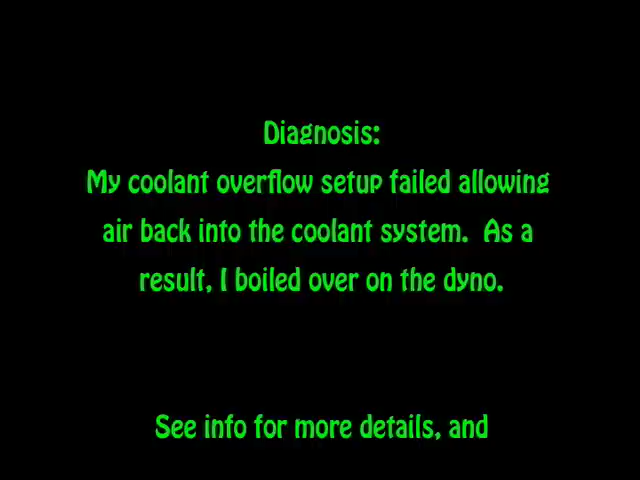 Diagnosis:
My coolant overflow setup failed allowing
air back into the coolant system.  As a
result, I boiled over on the dyno.
See info for more details, and